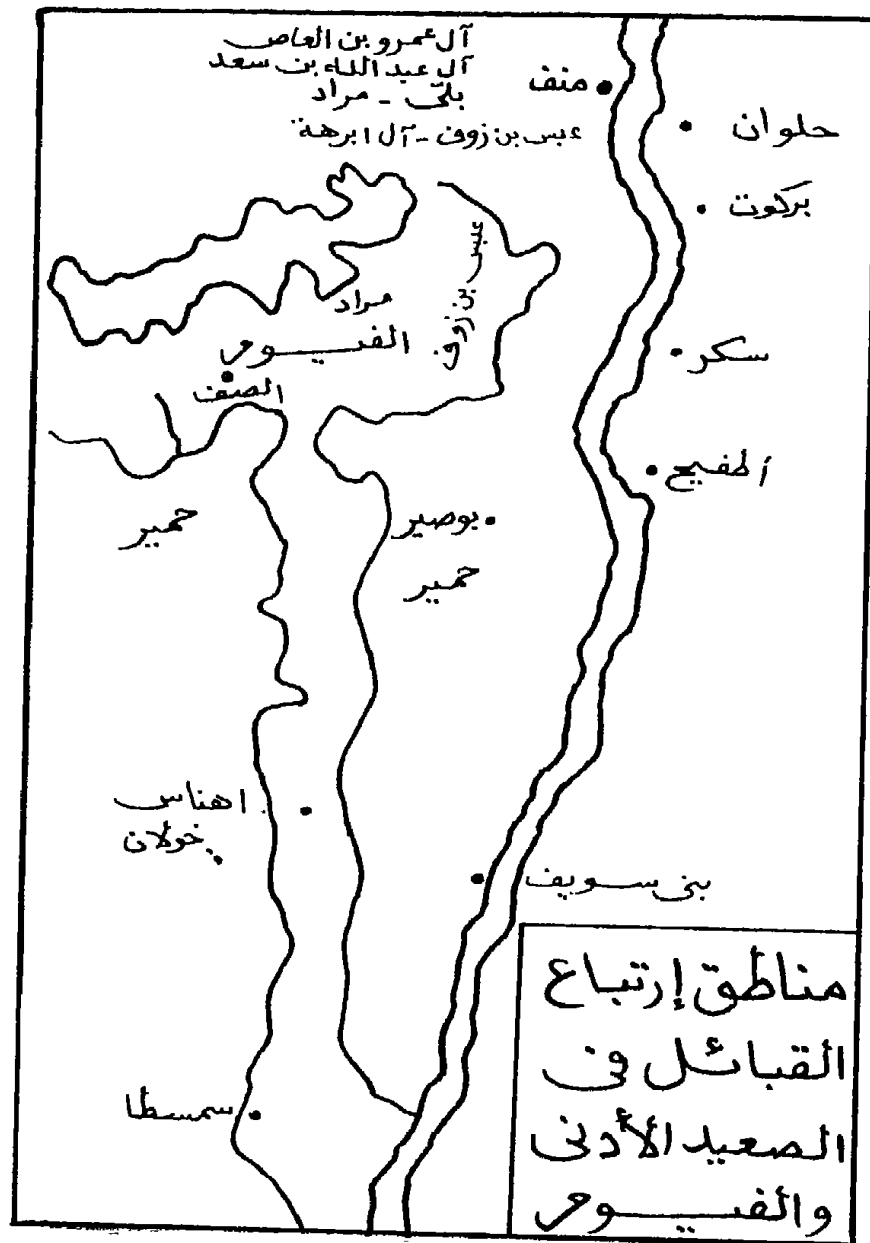 آل عمرو بن العاص
آل عبد الله بن سعد
بلّى - مراد
عبس بن زوف - آل ابرهة
منف
حلوان
بركوت
عبس بن زوف
مراد
الفيوم
الصنف
سكر
أطفيح
بوصير
حمير
حمير
اهناس
خولان
بنى سويف
سمسطا
مناطق إرتباع
القبائل فى
الصعيد الأدنى
والفيوم